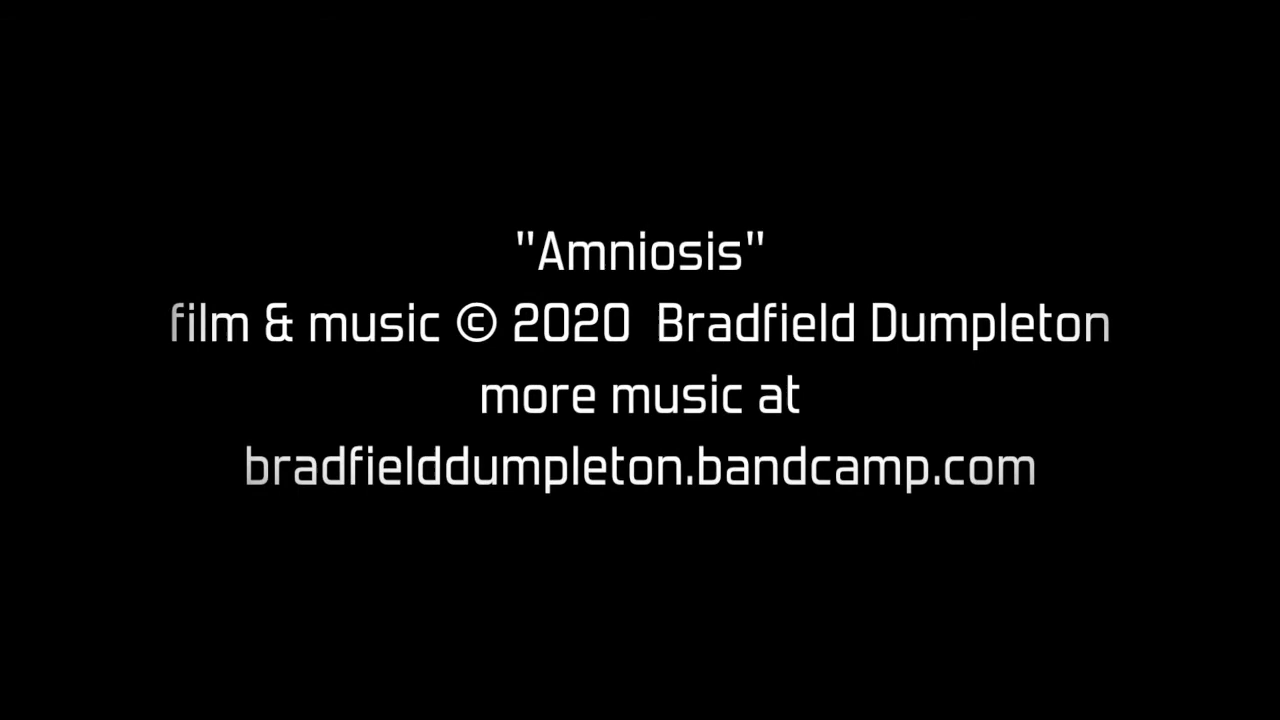 "Amniosis"
film & music © 2020  Bradfield Dumpleton
more music at
bradfielddumpleton.bandcamp.com